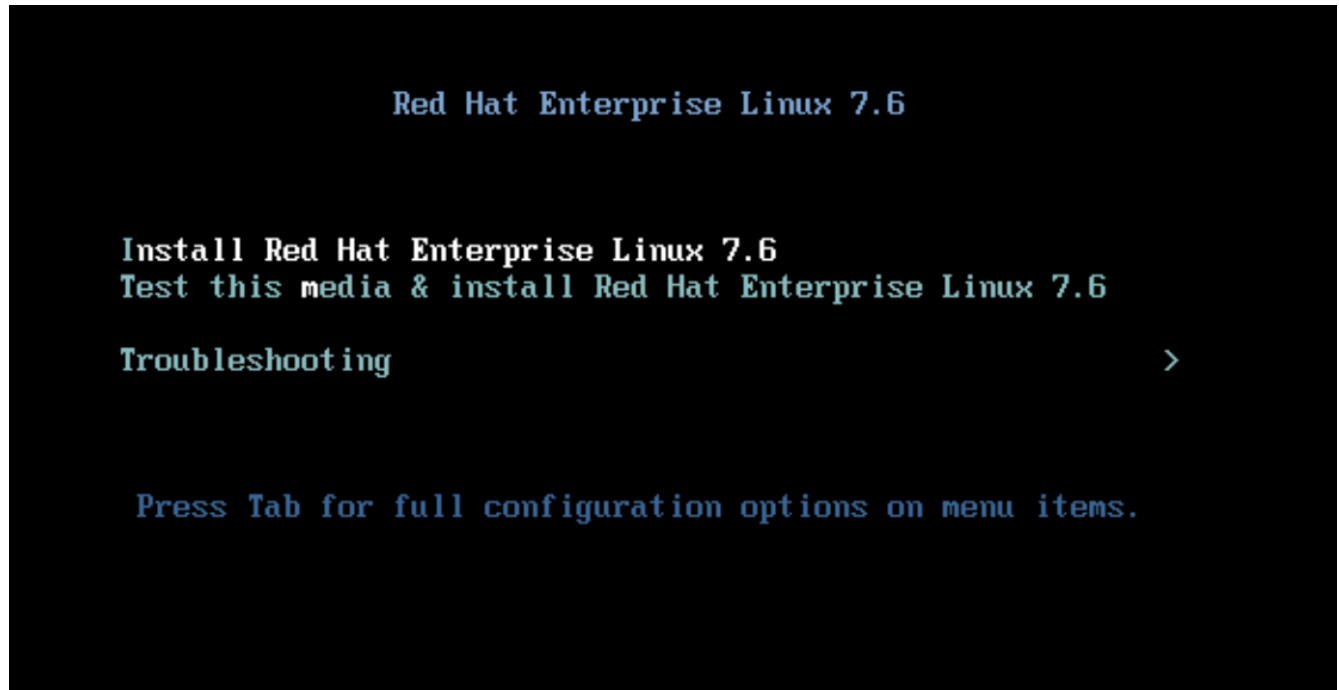 Red Hat Enterprise Linux 7.6
Install Red Hat Enterprise Linux 7.6
Test this media & install Red Hat Enterprise Linux 7.6
Troubleshooting >
Press Tab for full configuration options on menu items.